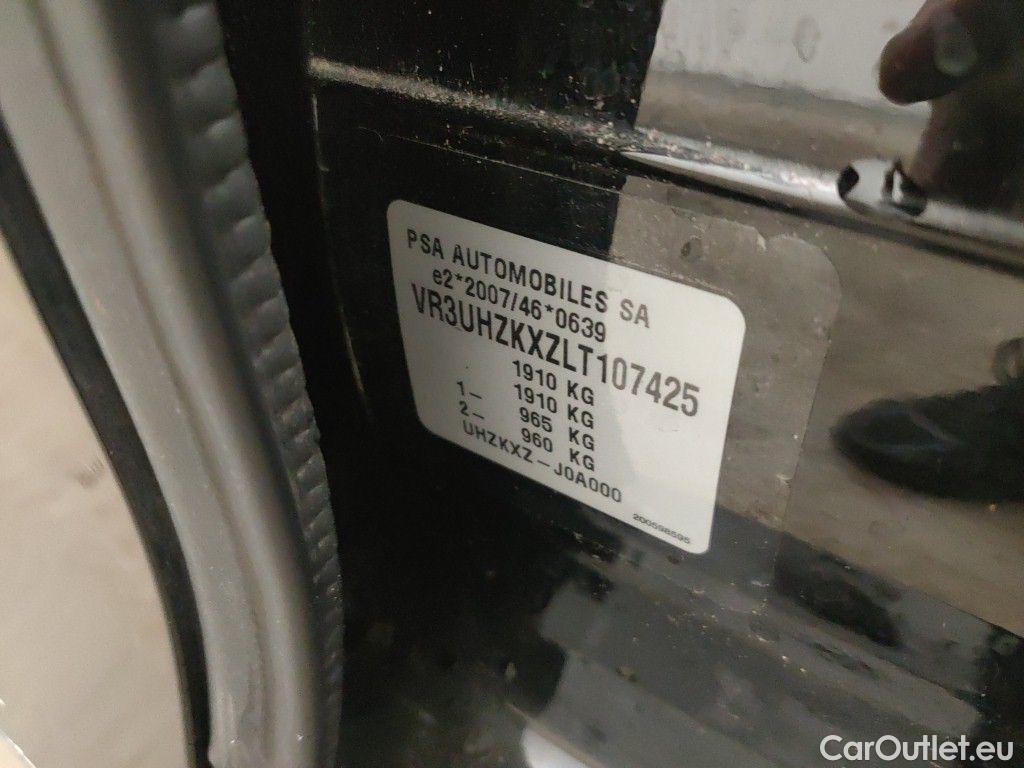 PSA AUTOMOBILES SA
e2*2007/46*0639
VR3UHZKXZLT107425
1910 KG
1– 1910 KG
2– 965 KG
960 KG
UHZKXZ–J0A000
200598595
CarOutlet.eu